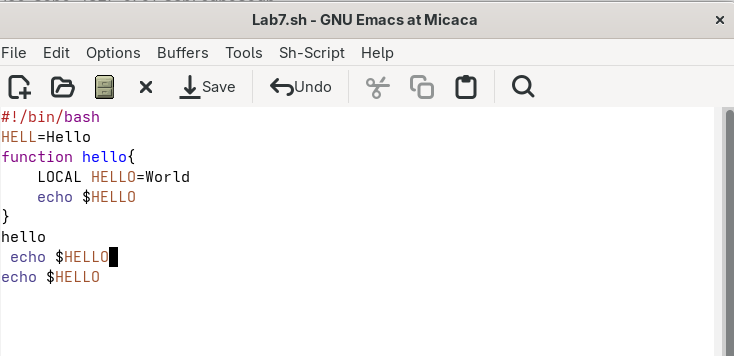 Lab7.sh - GNU Emacs at Micaca
File Edit Options Buffers Tools Sh-Script Help
Save Undo
#!/bin/bash
HELL=Hello
function hello{
    LOCAL HELLO=World
    echo $HELLO
}
hello
 echo $HELLO
echo $HELLO